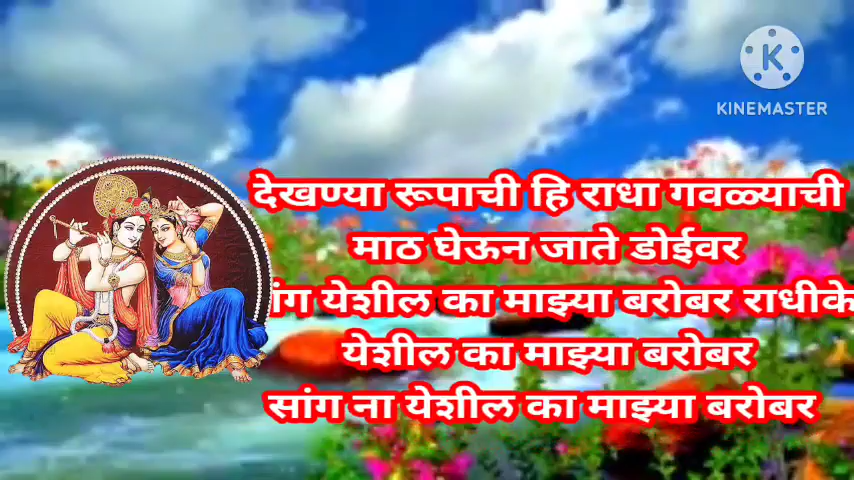 KINEMASTER
देखण्या रूपाची हि राधा गवळ्याची
माठ घेऊन जाते डोईवर
येशील का माझ्या बरोबर राधीके
येशील का माझ्या बरोबर
सांग ना येशील का माझ्या बरोबर